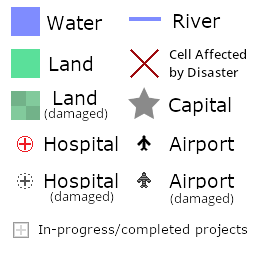 Water
River
Land
Cell Affected
by Disaster
Land
(damaged)
Capital
Hospital
Airport
Hospital
(damaged)
Airport
(damaged)
In-progress/completed projects